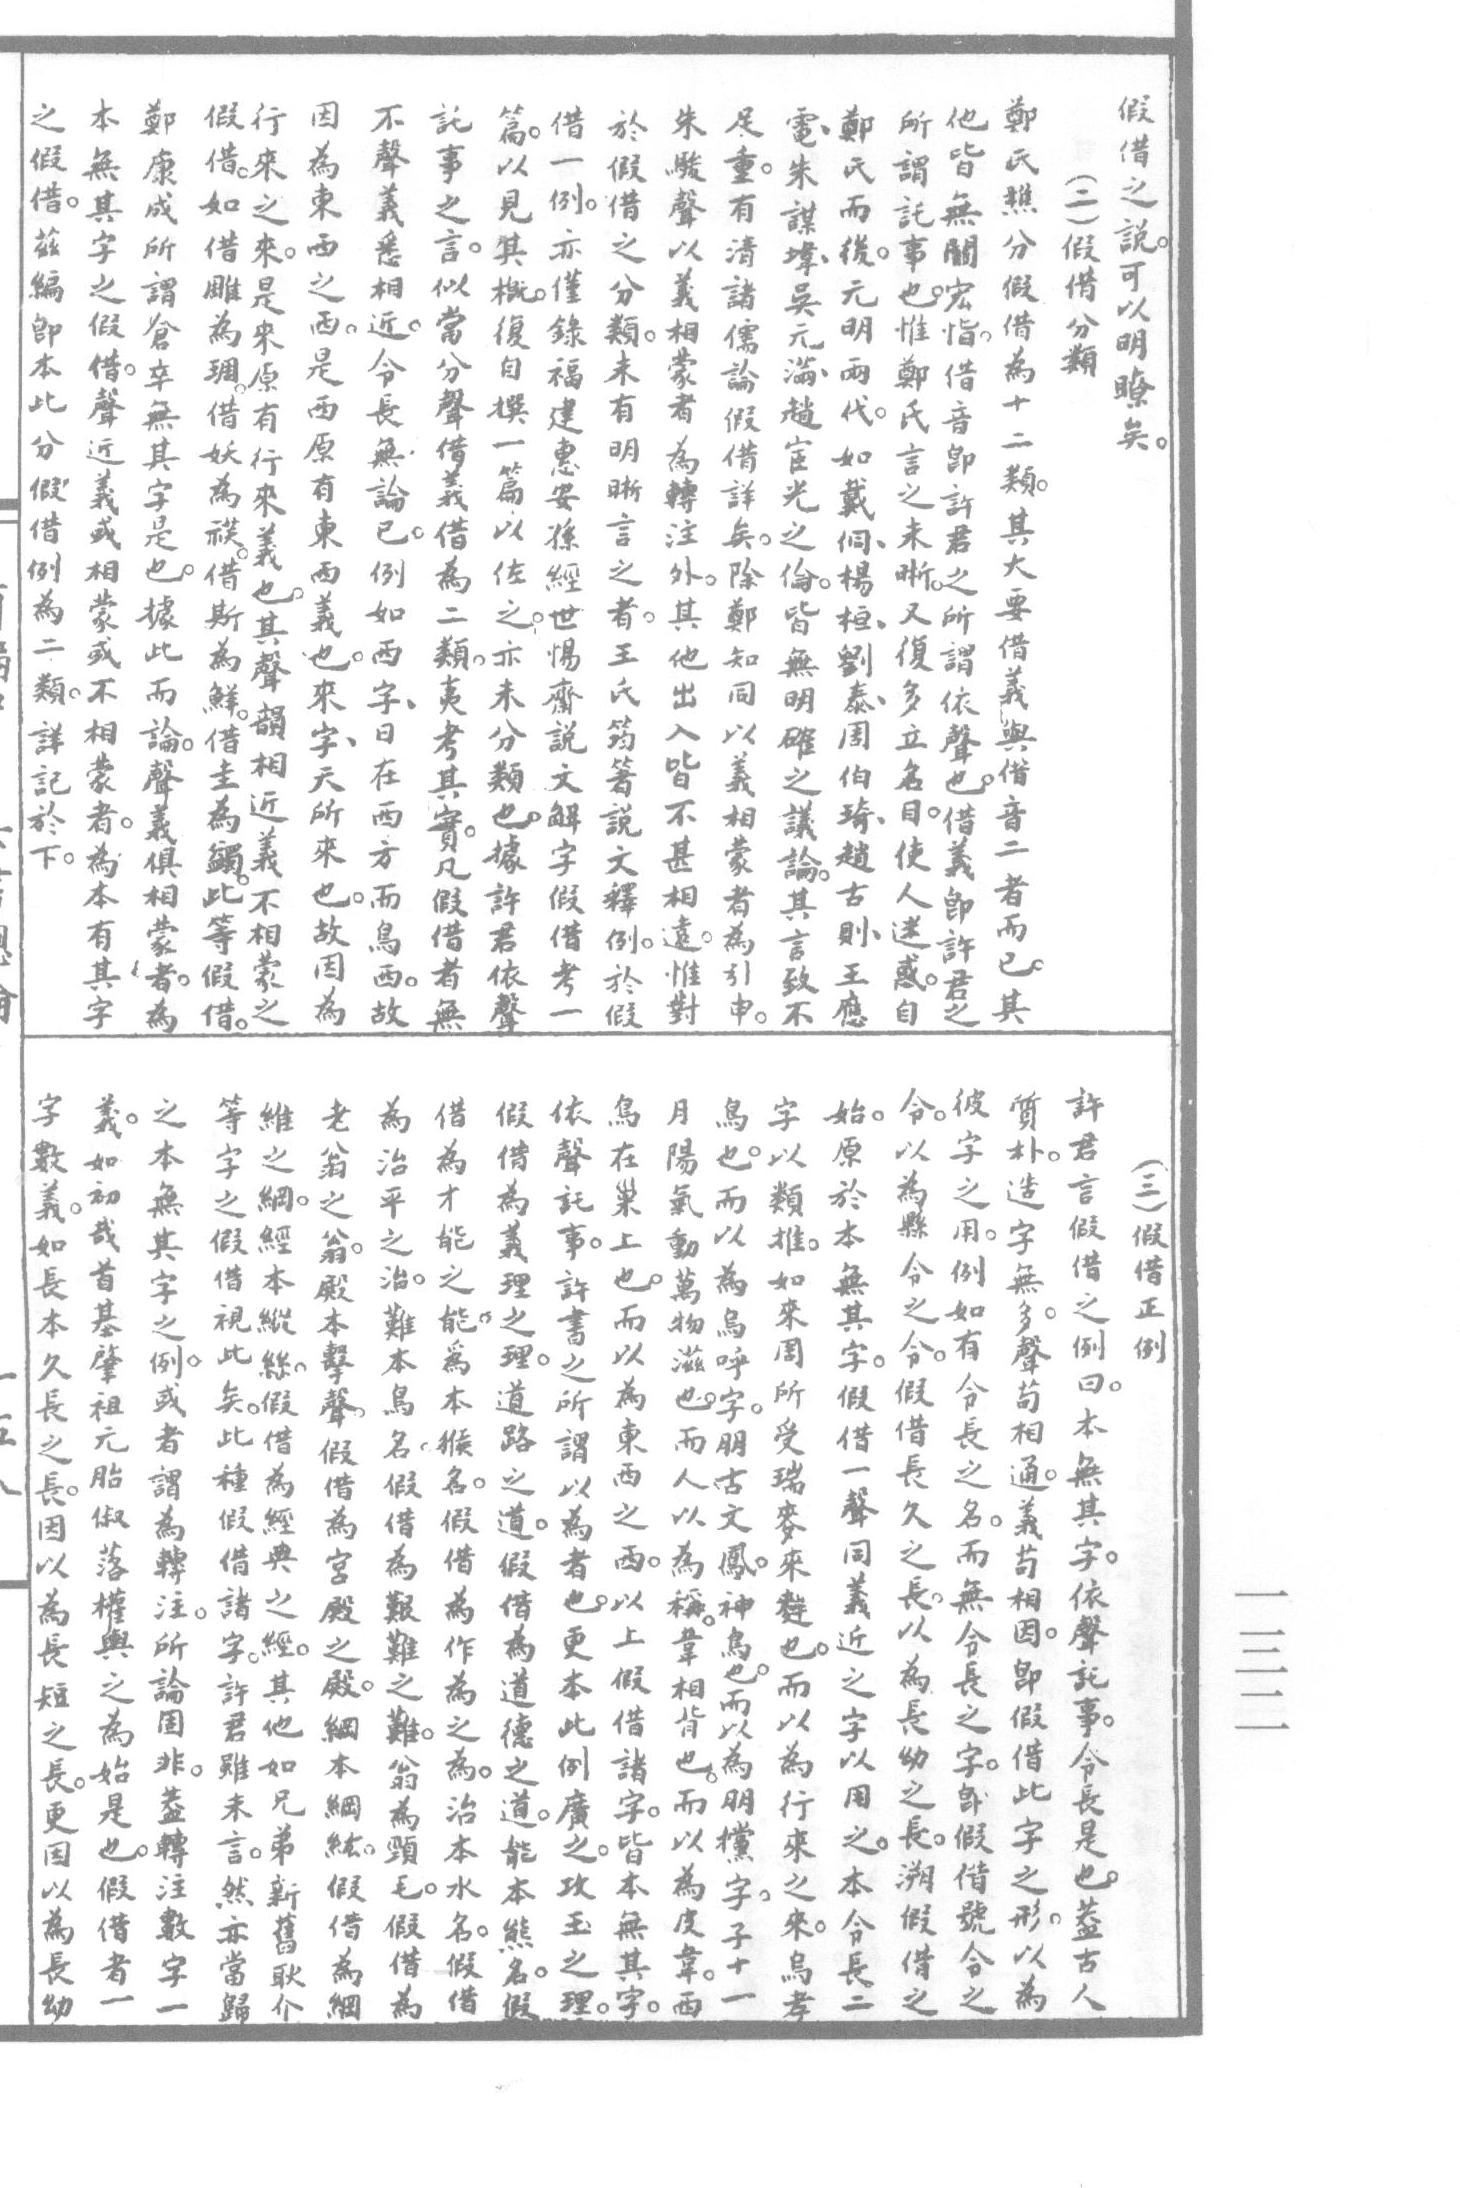 假借之說。可以明瞭矣。
(二)假借分類
鄭氏樵分假借為十二類。其大要借義與借音二者而已。其
他皆無關宏恉。借音卽許君之所謂依聲也。借義卽許君之
所謂託事也。惟鄭氏言之未晰。又復多立名目。使人迷惑。自
鄭氏而後。元明兩代。如戴侗、楊桓、劉泰、周伯琦、趙古則、王應
電、朱謀㙔、吳元滿、趙宧光之倫。皆無明確之議論。其言致不
足重。有清諸儒論假借詳矣。除鄭知同以義相蒙者為引申。
朱駿聲以義相蒙者為轉注外。其他出入皆不甚相遠。惟對
於假借之分類。未有明晰言之者。王氏筠箸說文釋例。於假
借一例。亦僅錄福建惠安孫經世惕齋說文解字假借考一
篇。以見其概。復自撰一篇以佐之。亦未分類也。據許君依聲
託事之言。似當分聲借義借為二類。夷考其實。凡假借者無
不聲義悉相近。令長無論已。例如西字、日在西方而鳥西。故
因為東西之西。是西原有東西義也。來字、天所來也。故因為
行來之來。是來原有行來義也。其聲韻相近義不相蒙之
假借。如借雕為琱。借妖為䄏。借斯為鮮。借圭為蠲。此等假借。
鄭康成所謂倉卒無其字是也。據此而論。聲義俱相蒙者。為
本無其字之假借。聲近義或相蒙或不相蒙者。為本有其字
之假借。茲編卽本此分假借例為二類。詳記於下。
(三)假借正例
許君言假借之例曰。本無其字。依聲託事。令長是也。蓋古人
質朴。造字無多。聲苟相通。義苟相因。卽假借此字之形。以為
彼字之用。例如有令長之名。而無令長之字。卽假借號令之
令。以為縣令之令。假借長久之長。以為長幼之長。溯假借之
始。原於本無其字。假借一聲同義近之字以用之。本令長二
字以類推。如來周所受瑞麥來麰也。而以為行來之來。烏孝
鳥也。而以為烏呼字。朋古文鳳。神鳥也。而以為朋攩字。子十一
月陽氣動萬物滋也。而人以為稱。韋相背也。而以為皮韋。西
鳥在巢上也。而以為東西之西。以上假借諸字。皆本無其字。
依聲託事。許書之所謂以為者也。更本此例廣之。攻玉之理。
假借為義理之理。道路之道。假借為道德之道。能本熊名。假
借為才能之能。爲本猴名。假借為作為之為。治本水名。假借
為治平之治。難本鳥名。假借為艱難之難。翁為頸毛。假借為
老翁之翁。殿本擊聲。假借為宮殿之殿。綱本綱紘。假借為綱
維之綱。經本縱絲。假借為經典之經。其他如兄弟新舊耿介
等字之假借視此矣。此種假借諸字。許君雖未言。然亦當歸
之本無其字之例。或者謂為轉注。所論固非。蓋轉注數字一
義。如初哉首基肇祖元胎俶落權輿之為始是也。假借者一
字數義。如長本久長之長。因以為長短之長。更因以為長幼
一三二